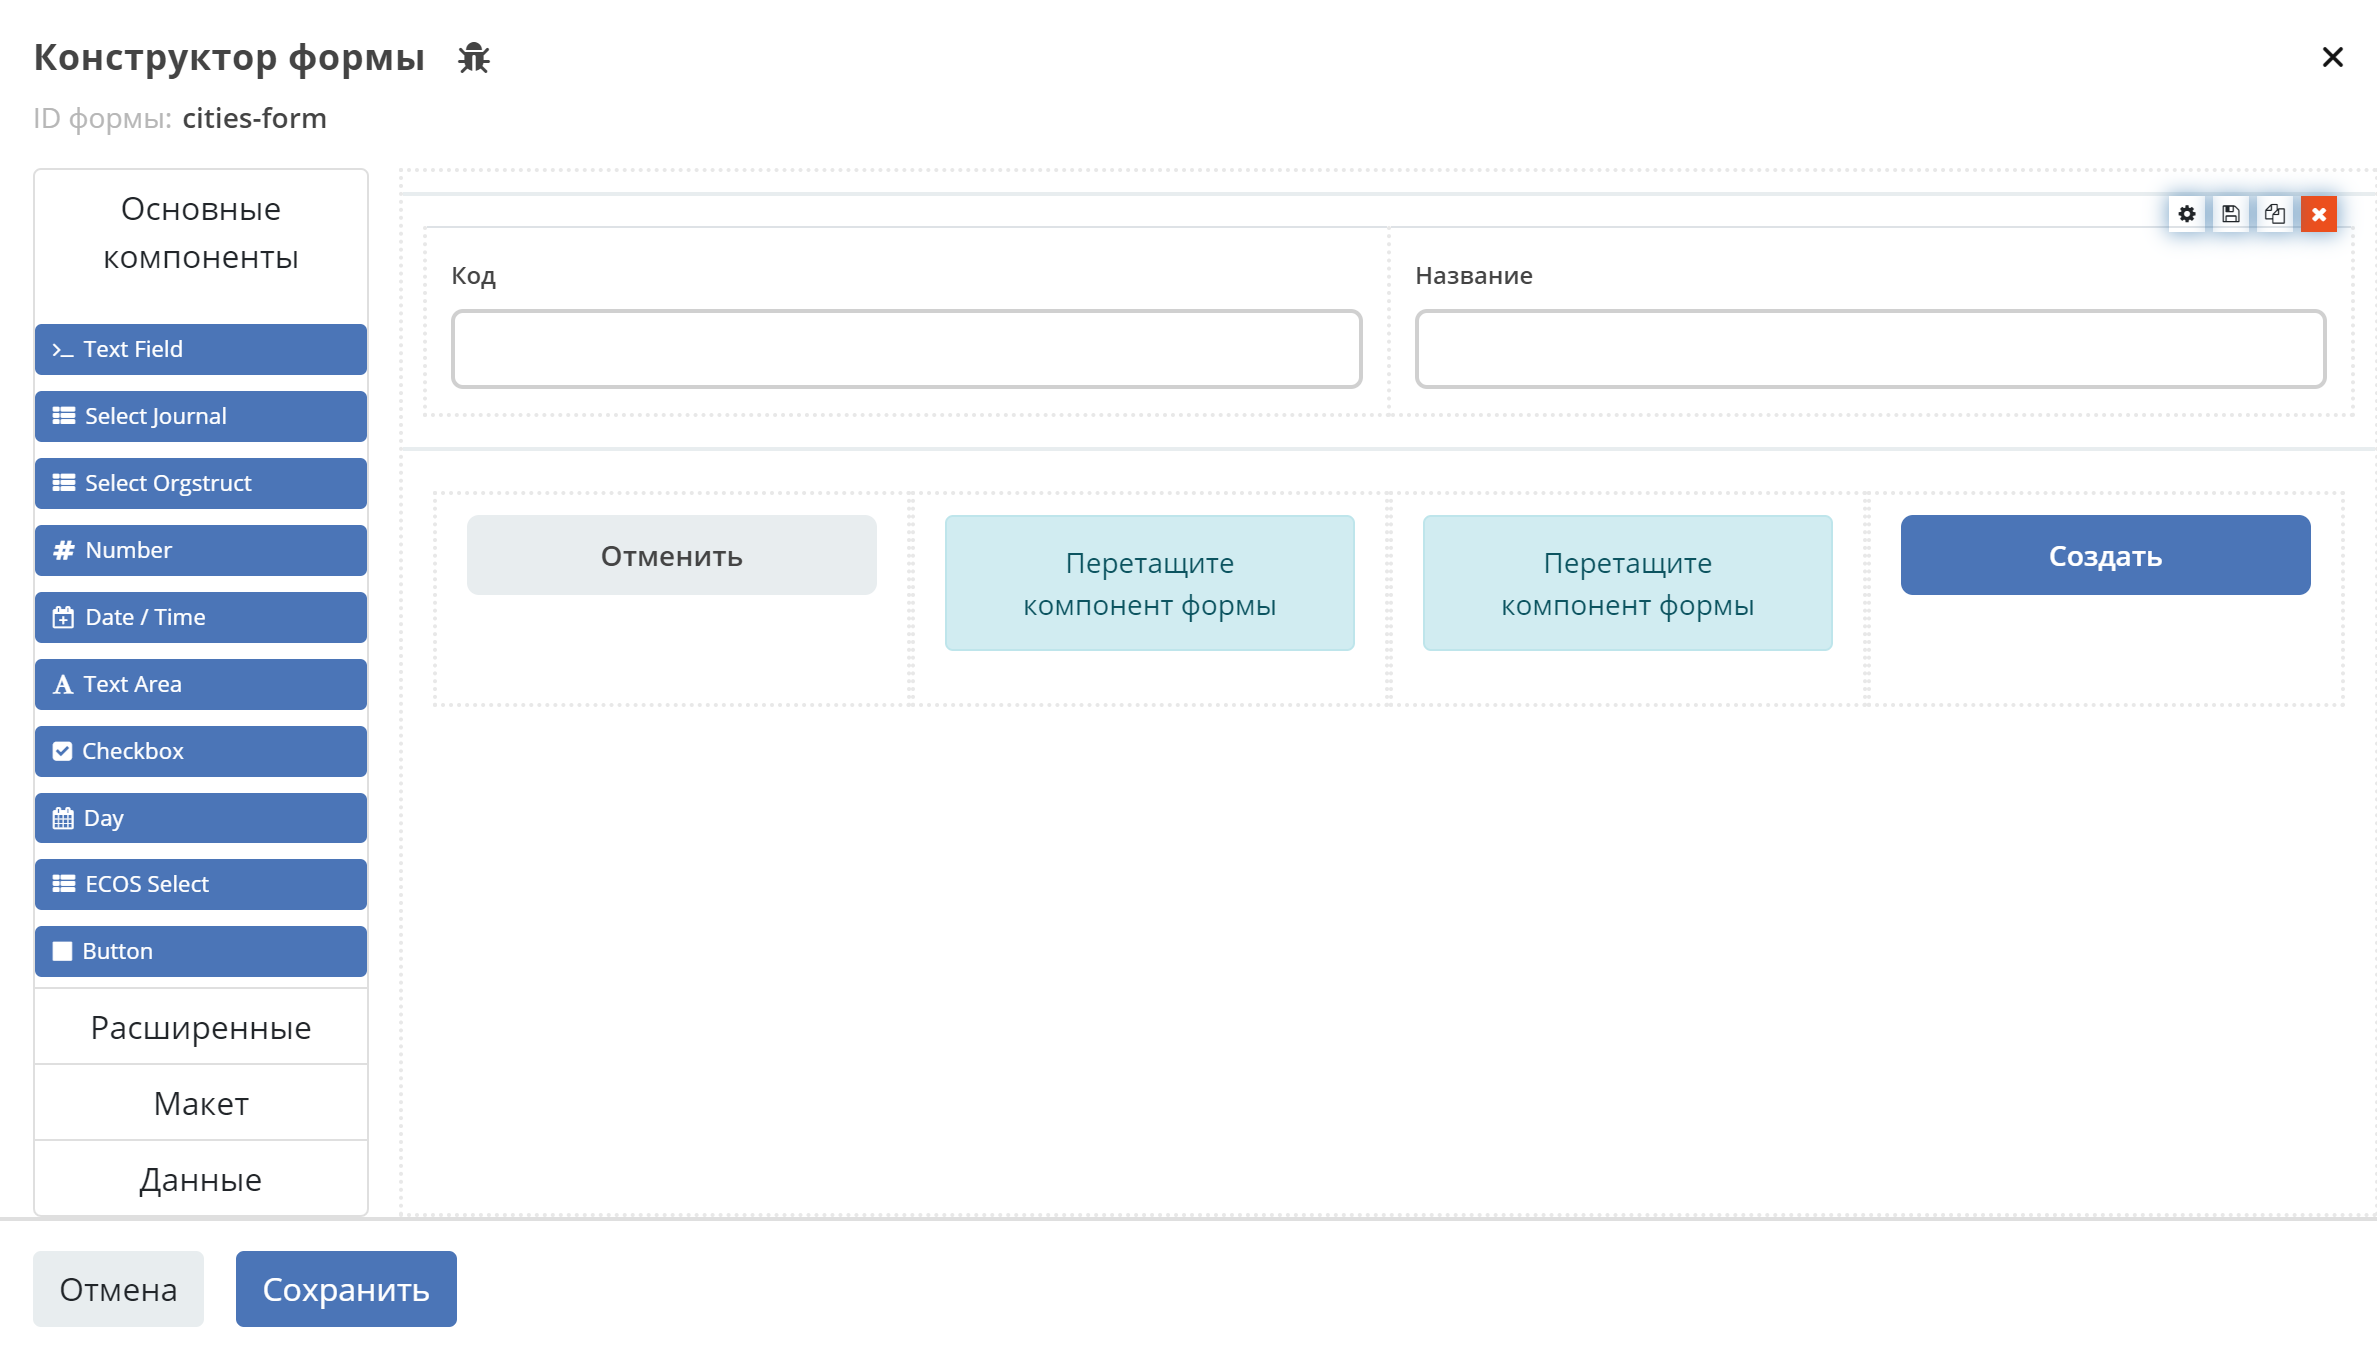 Конструктор формы
ID формы: cities-form
Основные
компоненты
Text Field
Select Journal
Select Orgstruct
Number
Date / Time
Text Area
Checkbox
Day
ECOS Select
Button
Расширенные
Макет
Данные
Код
Название
Отменить
Перетащите
компонент формы
Перетащите
компонент формы
Создать
Отмена
Сохранить